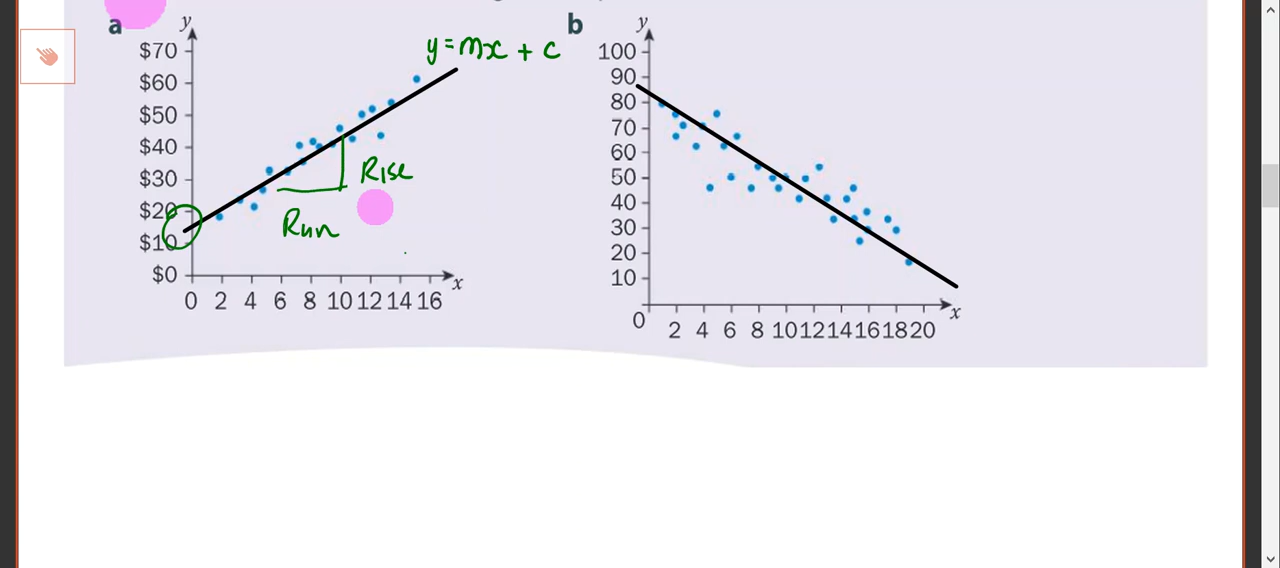 a
y
$70
$60
$50
$40
$30
$20
$10
$0
0 2 4 6 8 10 12 14 16
x
y=mx + c
Rise
Run
b
y
100
90
80
70
60
50
40
30
20
10
0
2 4 6 8 10 12 14 16 18 20
x